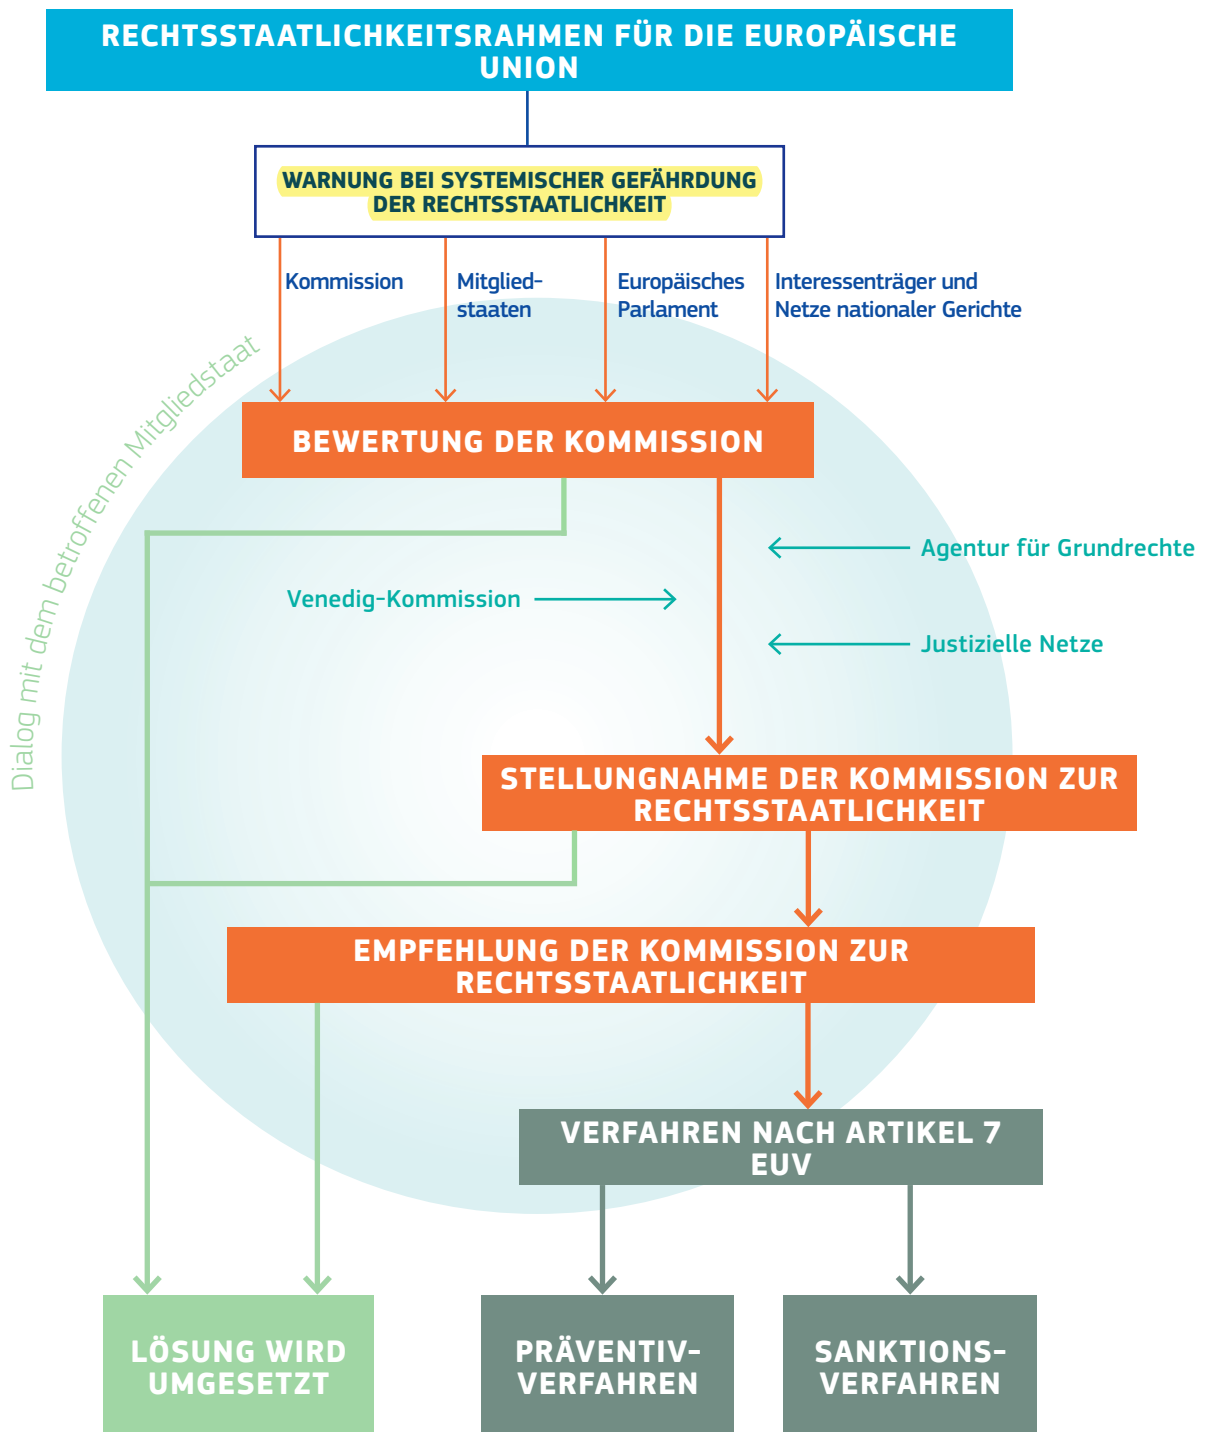 RECHTSSTAATLICHKEITSRAHMEN FÜR DIE EUROPÄISCHE
UNION
WARNUNG BEI SYSTEMISCHER GEFÄHRDUNG
DER RECHTSSTAATLICHKEIT
Kommission
Mitglied-
staaten
Europäisches
Parlament
Interessenträger und
Netze nationaler Gerichte
Dialog mit dem betroffenen Mitgliedstaat
BEWERTUNG DER KOMMISSION
Agentur für Grundrechte
Venedig-Kommission
Justizielle Netze
STELLUNGNAHME DER KOMMISSION ZUR
RECHTSSTAATLICHKEIT
EMPFEHLUNG DER KOMMISSION ZUR
RECHTSSTAATLICHKEIT
VERFAHREN NACH ARTIKEL 7
EUV
LÖSUNG WIRD
UMGESETZT
PRÄVENTIV-
VERFAHREN
SANKTIONS-
VERFAHREN